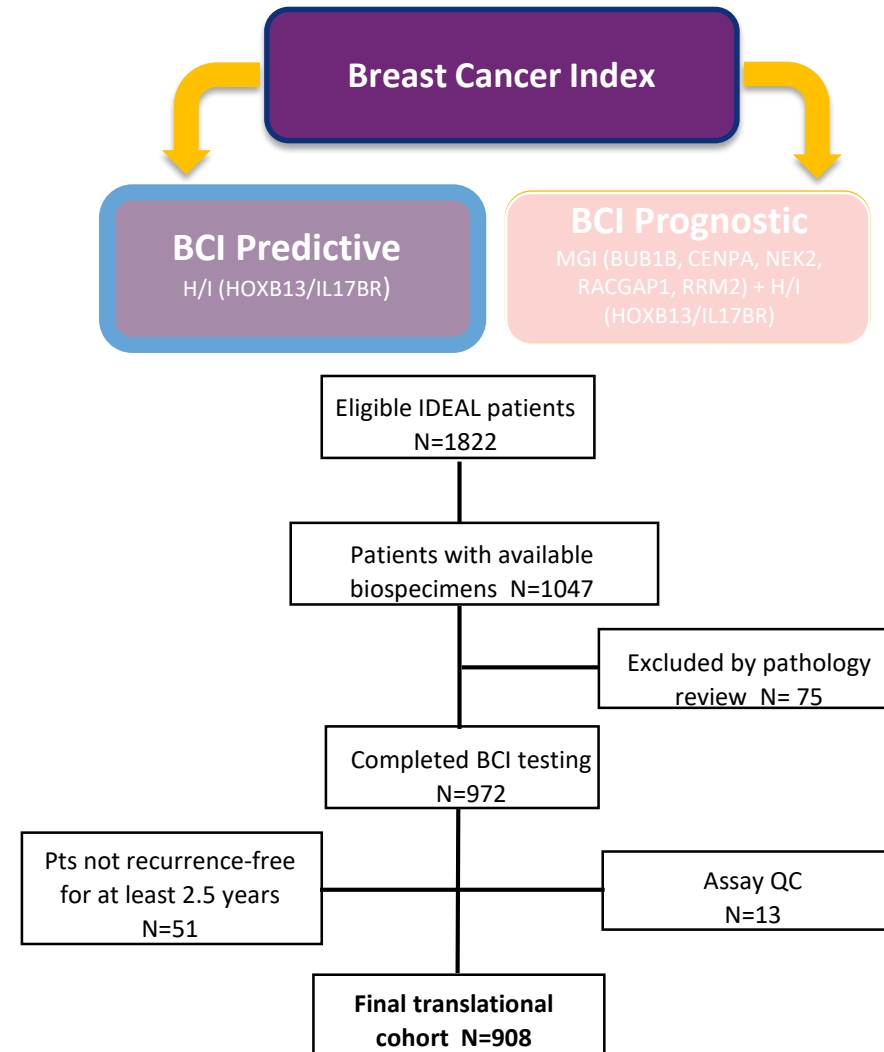 Breast Cancer Index
BCI Predictive
H/I (HOXB13/IL17BR)
BCI Prognostic
MGI (BUB1B, CENPA, NEK2,
RACGAP1, RRM2) + H/I
(HOXB13/IL17BR)
Eligible IDEAL patients
N=1822
Patients with available
biospecimens N=1047
Excluded by pathology
review N= 75
Completed BCI testing
N=972
Pts not recurrence-free
for at least 2.5 years
N=51
Assay QC
N=13
Final translational
cohort N=908